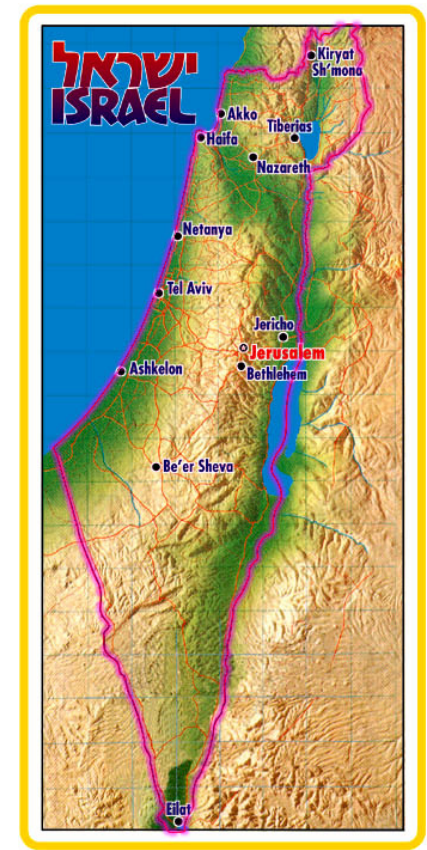 ישראל
ISRAEL
Kiryat
Sh'mona
Akko
Tiberias
Haifa
Nazareth
Netanya
Tel Aviv
Jericho
Jerusalem
Ashkelon
Bethlehem
Be'er Sheva
Eilat